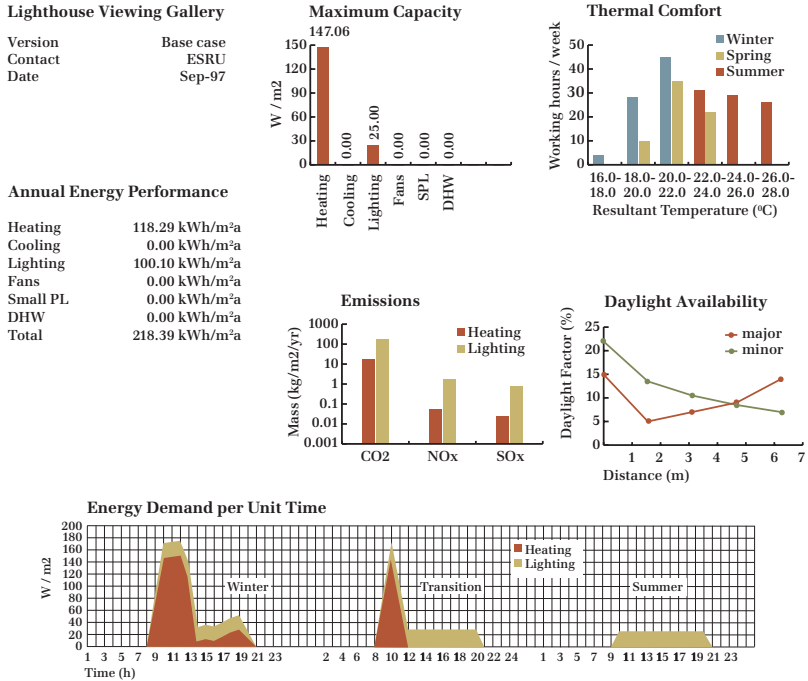 Lighthouse Viewing Gallery
Version Base case
Contact ESRU
Date Sep-97
Maximum Capacity
147.06
150
120
90
60
30
0
W / m2
0.00
25.00
0.00
0.00
0.00
Heating
Cooling
Lighting
Fans
SPL
DHW
Thermal Comfort
50
40
30
20
10
0
Working hours / week
Winter
Spring
Summer
16.0- 18.0- 20.0- 22.0- 24.0- 26.0-
18.0 20.0 22.0 24.0 26.0 28.0
Resultant Temperature (⁰C)
Annual Energy Performance
Heating 118.29 kWh/m²a
Cooling 0.00 kWh/m²a
Lighting 100.10 kWh/m²a
Fans 0.00 kWh/m²a
Small PL 0.00 kWh/m²a
DHW 0.00 kWh/m²a
Total 218.39 kWh/m²a
Emissions
1000
100
10
1
0.1
0.01
0.001
Mass (kg/m2/yr)
Heating
Lighting
CO2 NOx SOx
Daylight Availability
25
20
15
10
5
0
Daylight Factor (%)
major
minor
1 2 3 4 5 6 7
Distance (m)
Energy Demand per Unit Time
200
180
160
140
120
100
80
60
40
20
0
W / m2
Heating
Lighting
Winter Transition Summer
1 3 5 7 9 11 13 15 17 19 21 23 2 4 6 8 10 12 14 16 18 20 22 24 1 3 5 7 9 11 13 15 17 19 21 23
Time (h)